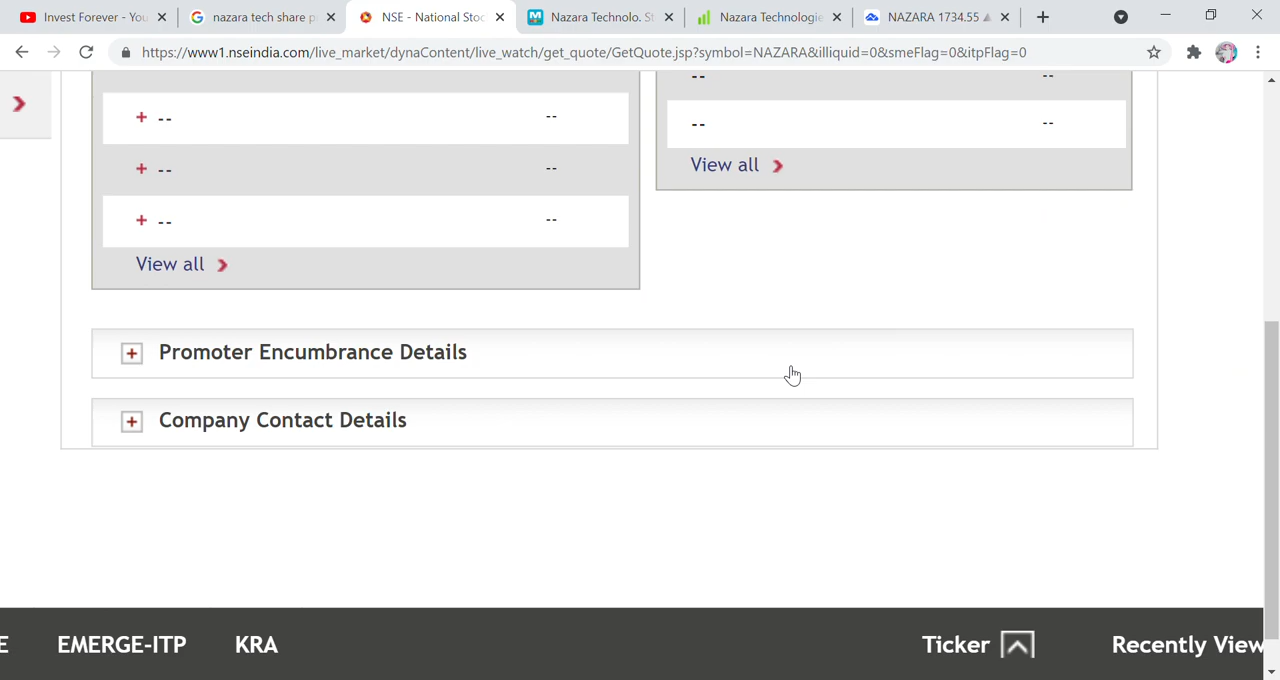 Invest Forever - You
nazara tech share p
NSE - National Stoc
Nazara Technolo. St
Nazara Technologie
NAZARA 1734.55
https://www1.nseindia.com/live_market/dynaContent/live_watch/get_quote/GetQuote.jsp?symbol=NAZARA&illiquid=0&smeFlag=0&itpFlag=0
-- --
+ -- --
-- --
+ -- --
View all
+ -- --
View all
+ Promoter Encumbrance Details
+ Company Contact Details
E EMERGE-ITP KRA Ticker Recently View